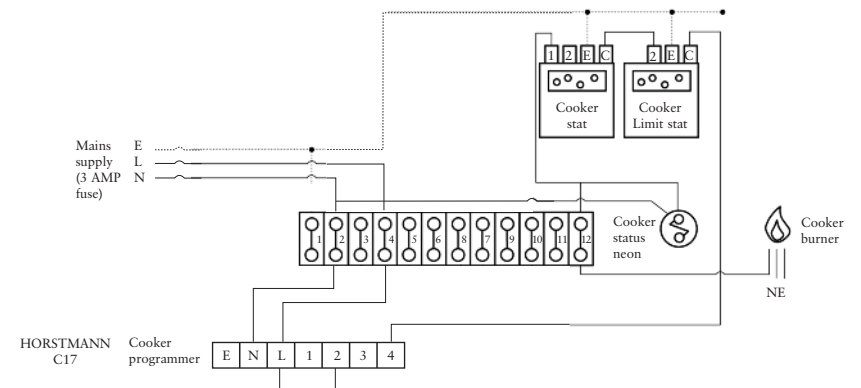 1 2 E C
2 E C
Cooker
stat
Cooker
Limit stat
Mains
supply
(3 AMP
fuse)
E
L
N
1 2 3 4 5 6 8 7 9 10 11 12
Cooker
status
neon
Cooker
burner
NE
HORSTMANN
C17
Cooker
programmer
E N L 1 2 3 4